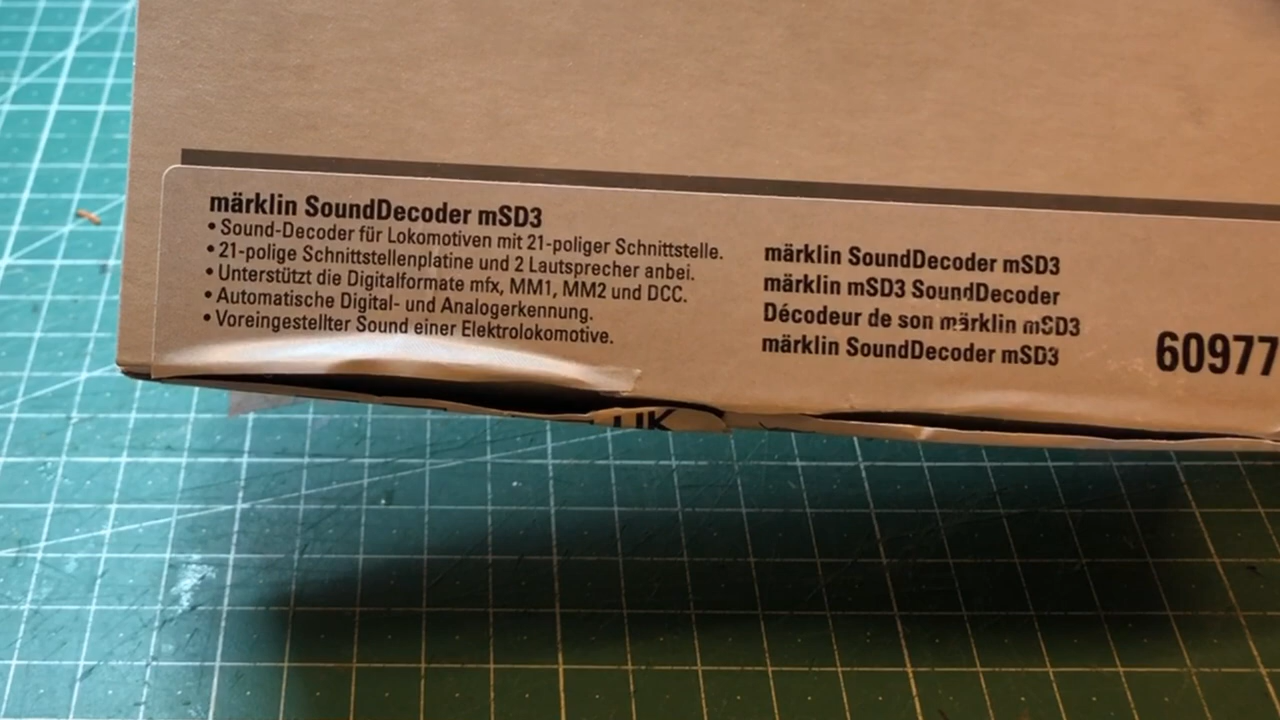 märklin SoundDecoder mSD3
• Sound-Decoder für Lokomotiven mit 21-poliger Schnittstelle.
• 21-polige Schnittstellenplatine und 2 Lautsprecher anbei.
• Unterstützt die Digitalformate mfx, MM1, MM2 und DCC.
• Automatische Digital- und Analogerkennung.
• Voreingestellter Sound einer Elektrolokomotive.
märklin SoundDecoder mSD3
märklin mSD3 SoundDecoder
Décodeur de son märklin mSD3
märklin SoundDecoder mSD3
60977
UK